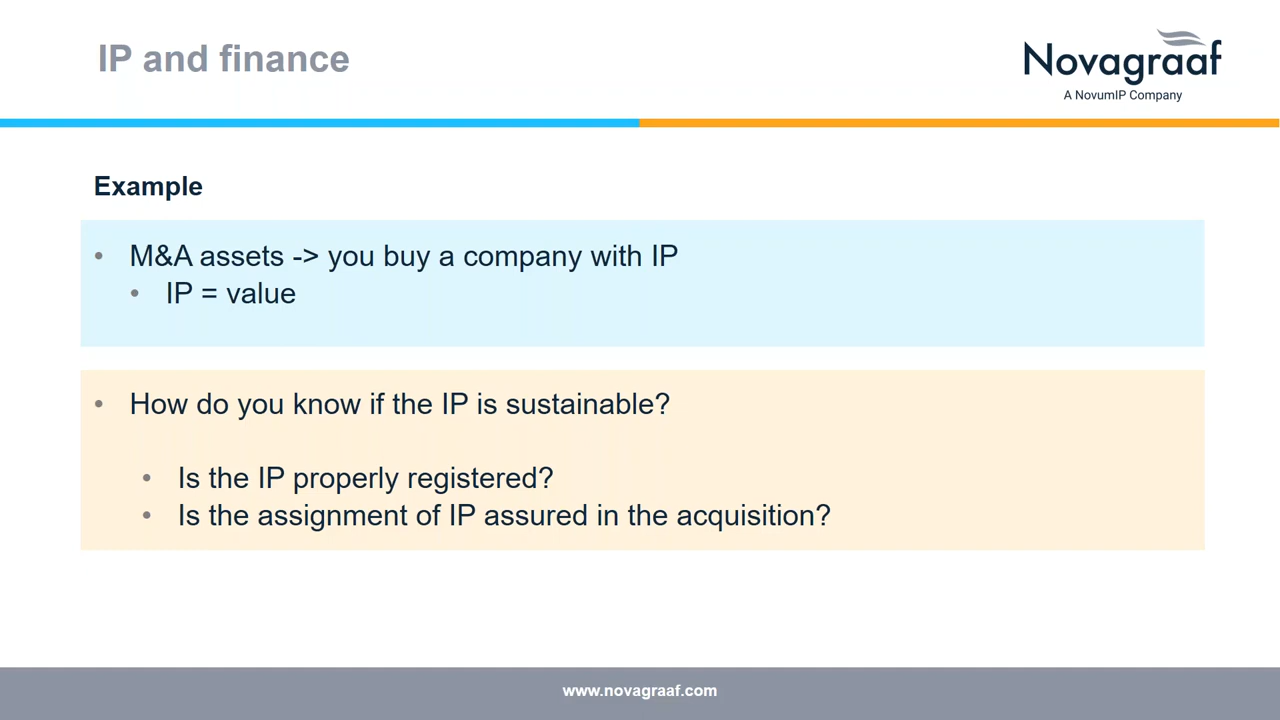 IP and finance
Novagraaf
A NovumIP Company
Example
• M&A assets -> you buy a company with IP
• IP = value
• How do you know if the IP is sustainable?
• Is the IP properly registered?
• Is the assignment of IP assured in the acquisition?
www.novagraaf.com